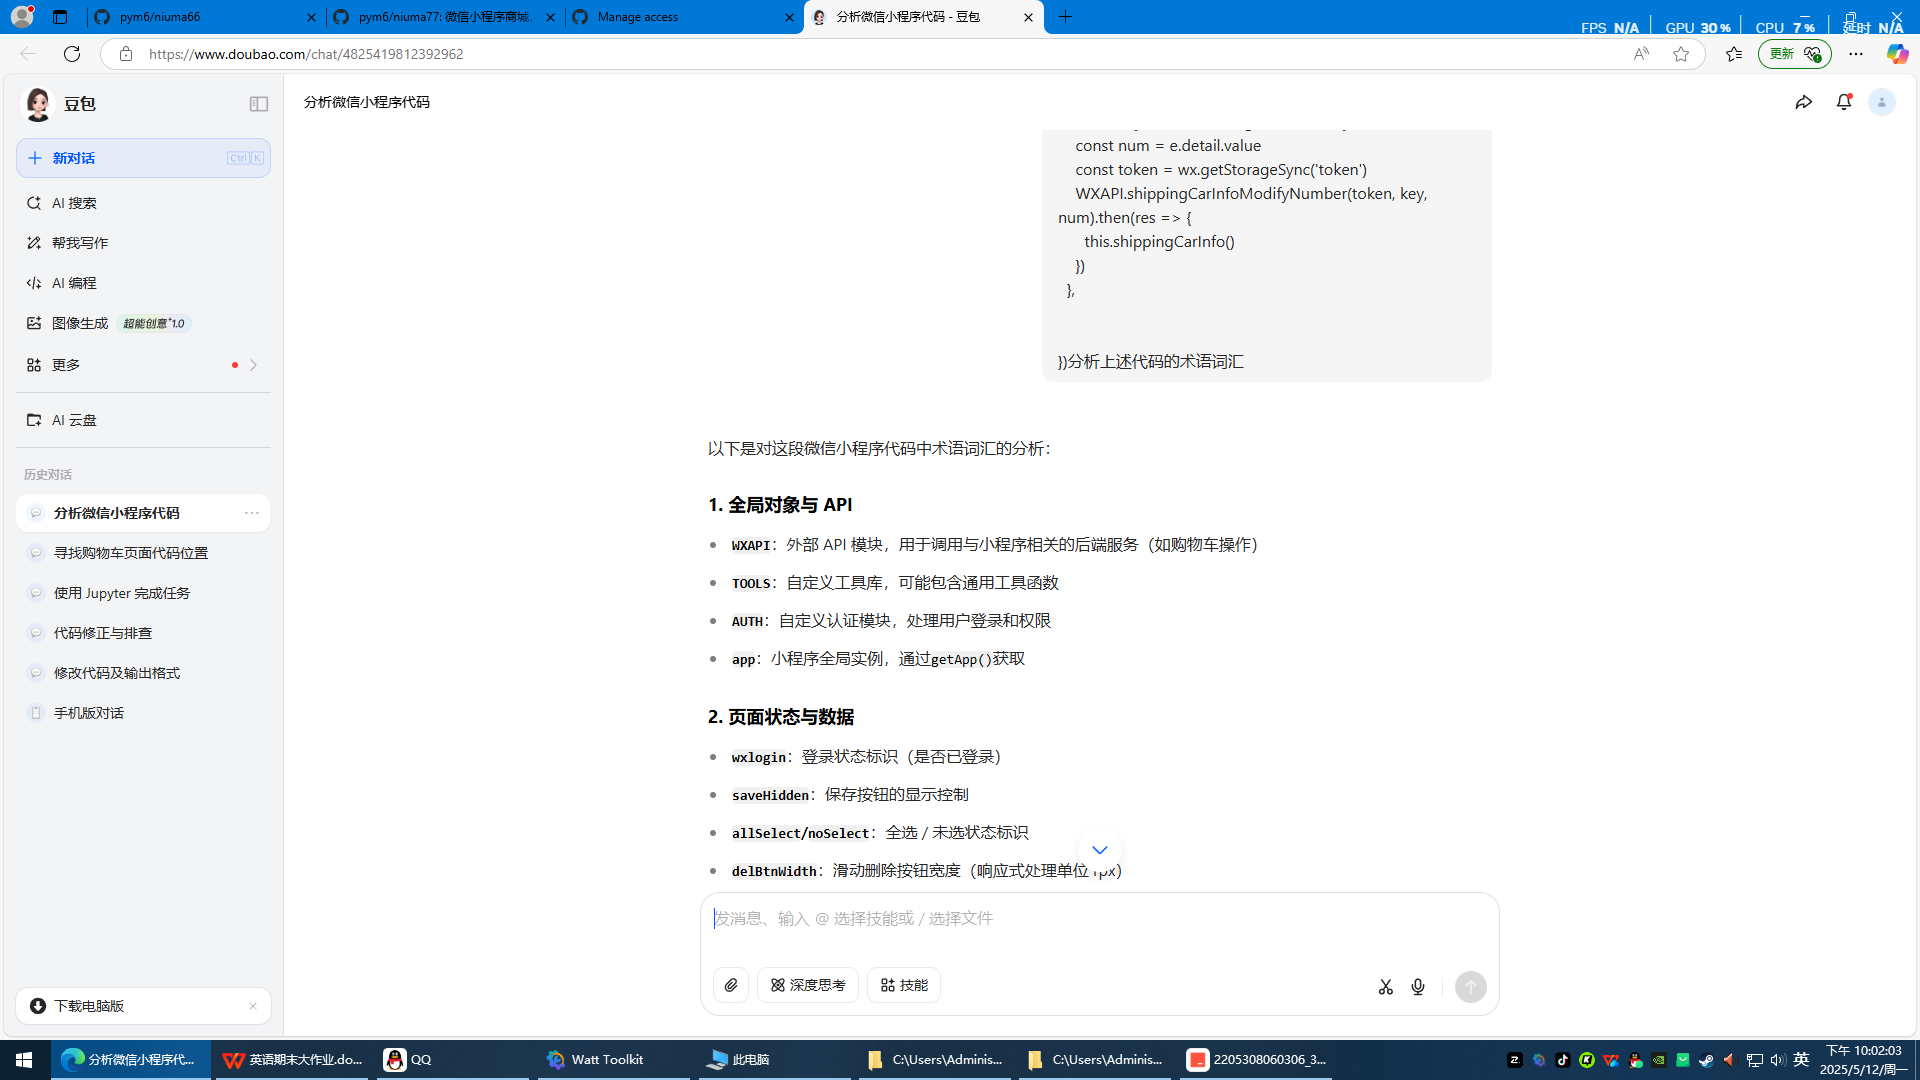 pym6/niuma66
pym6/niuma77: 微信小程序商城
Manage access
分析微信小程序代码 - 豆包
FPS N/A
GPU 30 %
CPU 7 %
延时 N/A
https://www.doubao.com/chat/4825419812392962
更新
豆包
分析微信小程序代码
新对话
Ctrl K
AI 搜索
帮我写作
AI 编程
图像生成 超能创意1.0
更多
AI 云盘
历史对话
分析微信小程序代码
寻找购物车页面代码位置
使用 Jupyter 完成任务
代码修正与排查
修改代码及输出格式
手机版对话
下载电脑版
const num = e.detail.value
const token = wx.getStorageSync('token')
WXAPI.shippingCarInfoModifyNumber(token, key,
num).then(res => {
this.shippingCarInfo()
})
},
})分析上述代码的术语词汇
以下是对这段微信小程序代码中术语词汇的分析：
1. 全局对象与 API
WXAPI：外部 API 模块，用于调用与小程序相关的后端服务（如购物车操作）
TOOLS：自定义工具库，可能包含通用工具函数
AUTH：自定义认证模块，处理用户登录和权限
app：小程序全局实例，通过getApp()获取
2. 页面状态与数据
wxlogin：登录状态标识（是否已登录）
saveHidden：保存按钮的显示控制
allSelect/noSelect：全选 / 未选状态标识
delBtnWidth：滑动删除按钮宽度（响应式处理单位 rpx）
发消息、输入 @ 选择技能或 / 选择文件
深度思考
技能
分析微信小程序代...
英语期末大作业.do...
QQ
Watt Toolkit
此电脑
C:\Users\Adminis...
C:\Users\Adminis...
2205308060306_3...
英
下午 10:02:03
2025/5/12/周一